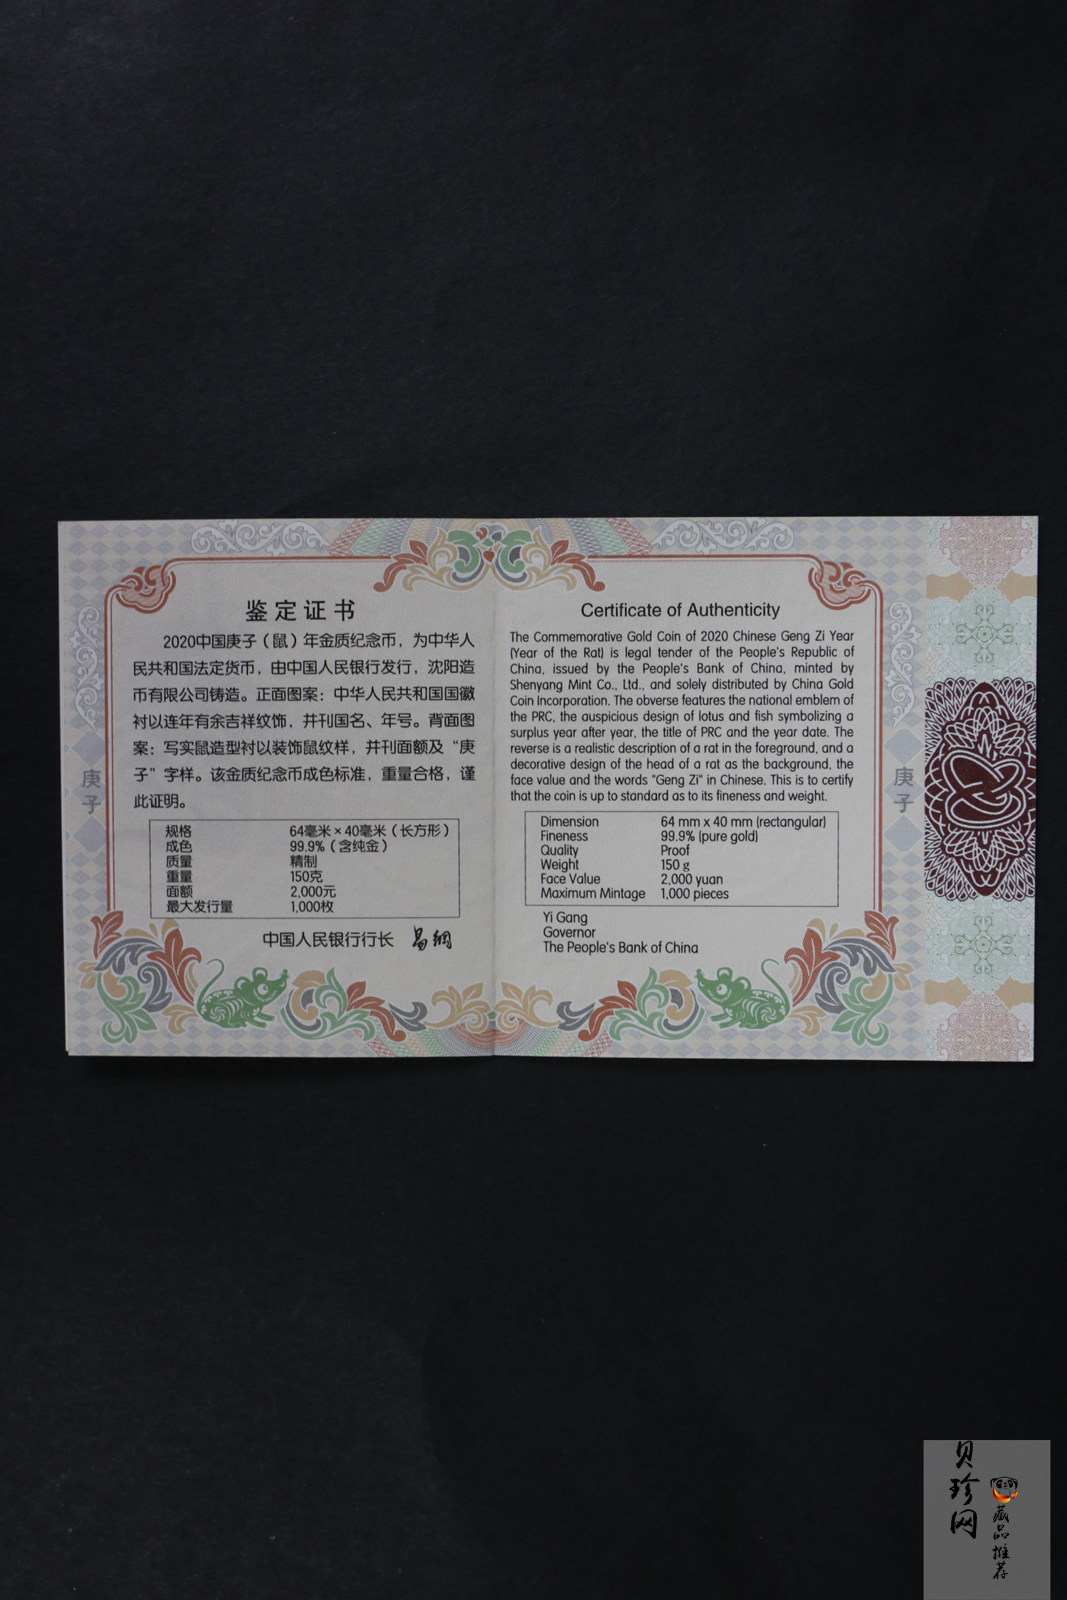 鉴定证书
2020中国庚子（鼠）年金质纪念币，为中华人
民共和国法定货币，由中国人民银行发行，沈阳造
币有限公司铸造。正面图案：中华人民共和国国徽
衬以连年有余吉祥纹饰，并刊国名、年号。背面图
案：写实鼠造型衬以装饰鼠纹样，并刊面额及“庚
子”字样。该金质纪念币成色标准，重量合格，谨
此证明。
规格 64毫米×40毫米（长方形）
成色 99.9%（含纯金）
质量 精制
重量 150克
面额 2,000元
最大发行量 1,000枚
中国人民银行行长 易纲
庚子
Certificate of Authenticity
The Commemorative Gold Coin of 2020 Chinese Geng Zi Year
(Year of the Rat) is legal tender of the People's Republic of
China, issued by the People's Bank of China, minted by
Shenyang Mint Co., Ltd., and solely distributed by China Gold
Coin Incorporation. The obverse features the national emblem of
the PRC, the auspicious design of lotus and fish symbolizing a
surplus year after year, the title of PRC and the year date. The
reverse is a realistic description of a rat in the foreground, and a
decorative design of the head of a rat as the background, the
face value and the words "Geng Zi" in Chinese. This is to certify
that the coin is up to standard as to its fineness and weight.
Dimension 64 mm x 40 mm (rectangular)
Fineness 99.9% (pure gold)
Quality Proof
Weight 150 g
Face Value 2,000 yuan
Maximum Mintage 1,000 pieces
Yi Gang
Governor
The People's Bank of China
庚子
贝珍网
藏品推荐